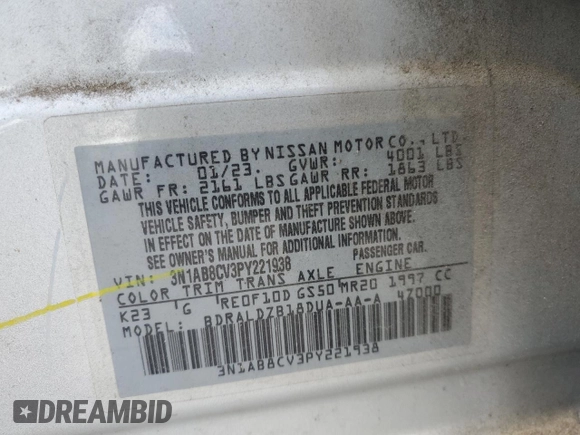 MANUFACTURED BY NISSAN MOTOR CO., LTD.
DATE: 01/23. GVWR: 4001 LBS
GAWR FR: 2161 LBS GAWR RR: 1863 LBS
THIS VEHICLE CONFORMS TO ALL APPLICABLE FEDERAL MOTOR
VEHICLE SAFETY, BUMPER AND THEFT PREVENTION STANDARDS
IN EFFECT ON THE DATE OF MANUFACTURE SHOWN ABOVE.
SEE OWNER'S MANUAL FOR ADDITIONAL INFORMATION.
VIN: 3N1AB8CV3PY221938 PASSENGER CAR.
COLOR TRIM TRANS AXLE ENGINE
K23 G RE0F10D GS50 MR20 1997 CC
MODEL: BDRALDZB18DUA-AA-A 47000
3N1AB8CV3PY221938
DREAMBID
dreambid.com